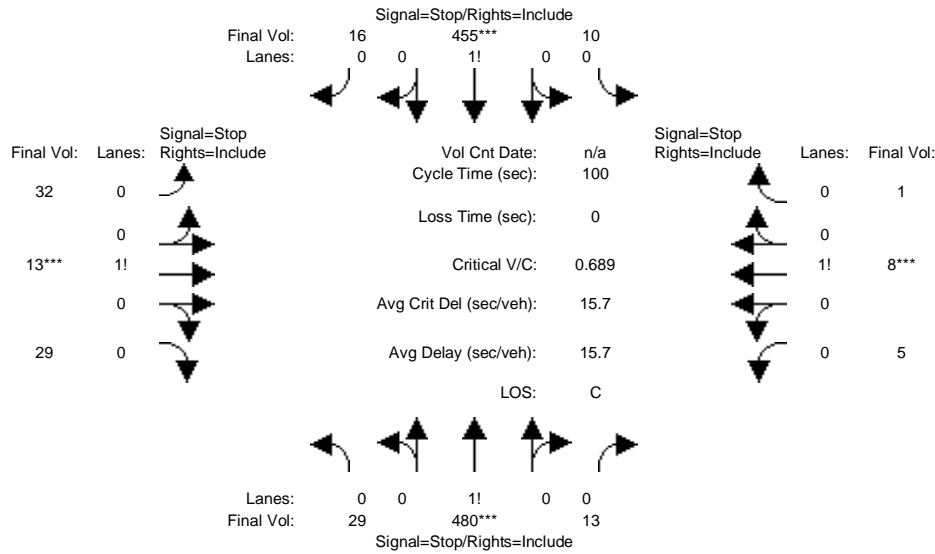 Signal=Stop/Rights=Include
Final Vol: 16 455*** 10
Lanes: 0 0 1! 0 0
Signal=Stop
Final Vol: Lanes: Rights=Include
Vol Cnt Date: n/a
Signal=Stop
Rights=Include Lanes: Final Vol:
Cycle Time (sec): 100
32 0
0 1
Loss Time (sec): 0
0
0
13*** 1!
Critical V/C: 0.689
1! 8***
0
Avg Crit Del (sec/veh): 15.7
0
29 0
Avg Delay (sec/veh): 15.7
0 5
LOS: C
Lanes: 0 0 1! 0 0
Final Vol: 29 480*** 13
Signal=Stop/Rights=Include